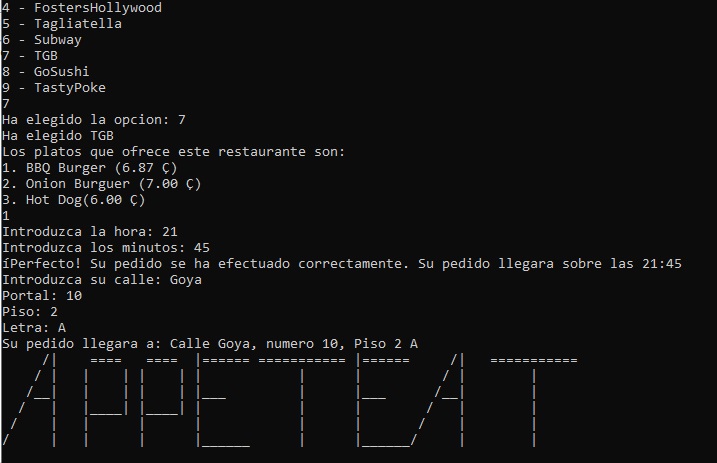 4 - FostersHollywood
5 - Tagliatella
6 - Subway
7 - TGB
8 - GoSushi
9 - TastyPoke
7
Ha elegido la opcion: 7
Ha elegido TGB
Los platos que ofrece este restaurante son:
1. BBQ Burger (6.87 Ç)
2. Onion Burguer (7.00 Ç)
3. Hot Dog(6.00 Ç)
1
Introduzca la hora: 21
Introduzca los minutos: 45
íPerfecto! Su pedido se ha efectuado correctamente. Su pedido llegara sobre las 21:45
Introduzca su calle: Goya
Portal: 10
Piso: 2
Letra: A
Su pedido llegara a: Calle Goya, numero 10, Piso 2 A
APPETEAT